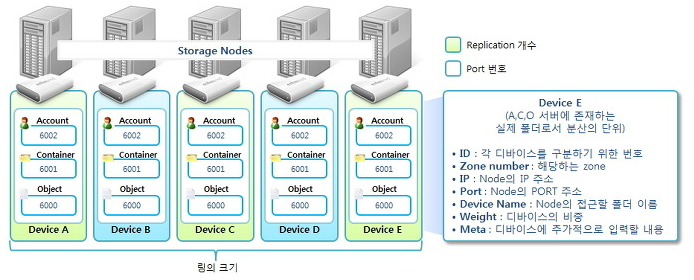 Storage Nodes
Replication 개수
Port 번호
Account
6002
Container
6001
Object
6000
Device A
Account
6002
Container
6001
Object
6000
Device B
Account
6002
Container
6001
Object
6000
Device C
Account
6002
Container
6001
Object
6000
Device D
Account
6002
Container
6001
Object
6000
Device E
링의 크기
Device E
(A,C,O 서버에 존재하는
실제 폴더로서 분산의 단위)
• ID : 각 디바이스를 구분하기 위한 번호
• Zone number : 해당하는 zone
• IP : Node의 IP 주소
• Port : Node의 PORT 주소
• Device Name : Node의 접근할 폴더 이름
• Weight : 디바이스의 비중
• Meta : 디바이스에 추가적으로 입력할 내용